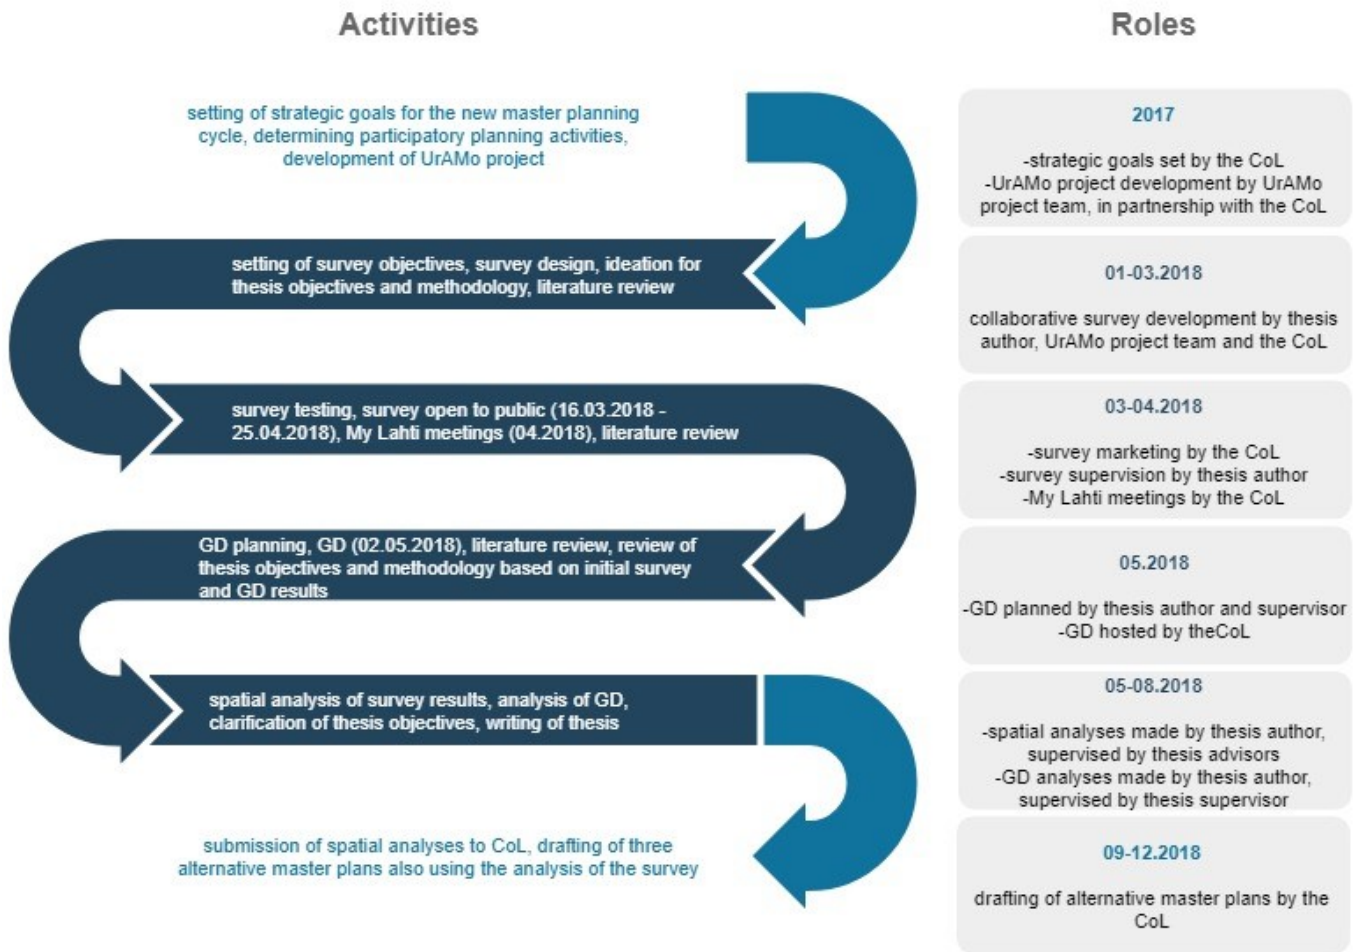 Activities
Roles
setting of strategic goals for the new master planning
cycle, determining participatory planning activities,
development of UrAMo project
2017
-strategic goals set by the CoL
-UrAMo project development by UrAMo
project team, in partnership with the CoL
setting of survey objectives, survey design, ideation for
thesis objectives and methodology, literature review
01-03.2018
collaborative survey development by thesis
author, UrAMo project team and the CoL
survey testing, survey open to public (16.03.2018 -
25.04.2018), My Lahti meetings (04.2018), literature review
03-04.2018
-survey marketing by the CoL
-survey supervision by thesis author
-My Lahti meetings by the CoL
GD planning, GD (02.05.2018), literature review, review of
thesis objectives and methodology based on initial survey
and GD results
05.2018
-GD planned by thesis author and supervisor
-GD hosted by theCoL
spatial analysis of survey results, analysis of GD,
clarification of thesis objectives, writing of thesis
05-08.2018
-spatial analyses made by thesis author,
supervised by thesis advisors
-GD analyses made by thesis author,
supervised by thesis supervisor
submission of spatial analyses to CoL, drafting of three
alternative master plans also using the analysis of the survey
09-12.2018
drafting of alternative master plans by the
CoL